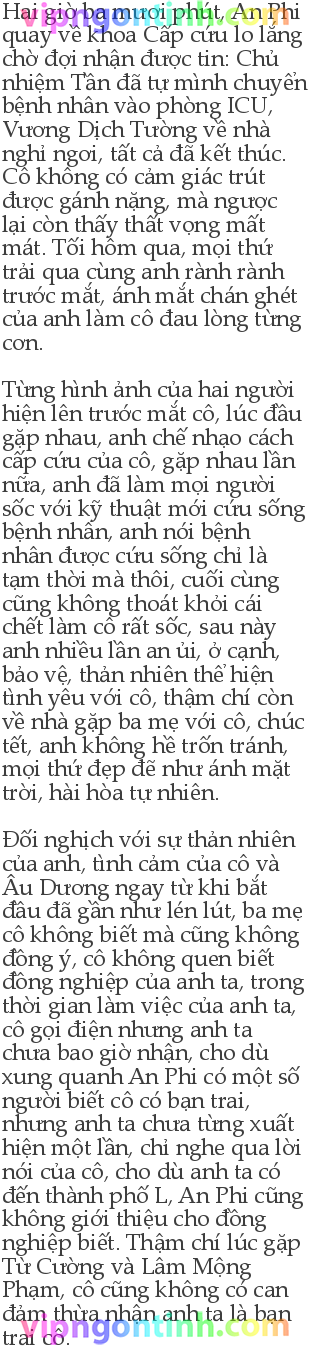 Hai giờ ba mươi phút, An Phi
vipngontinh.com
quay về khoa Cấp cứu lo lắng
chờ đợi nhận được tin: Chủ
nhiệm Tần đã tự mình chuyển
bệnh nhân vào phòng ICU,
Vương Dịch Tường về nhà
nghỉ ngơi, tất cả đã kết thúc.
Cô không có cảm giác trút
được gánh nặng, mà ngược
lại còn thấy thất vọng mất
mát. Tối hôm qua, mọi thứ
trải qua cùng anh rành rành
trước mắt, ánh mắt chán ghét
của anh làm cô đau lòng từng
cơn.
Từng hình ảnh của hai người
hiện lên trước mắt cô, lúc đầu
gặp nhau, anh chế nhạo cách
cấp cứu của cô, gặp nhau lần
nữa, anh đã làm mọi người
sốc với kỹ thuật mới cứu sống
bệnh nhân, anh nói bệnh
nhân được cứu sống chỉ là
tạm thời mà thôi, cuối cùng
cũng không thoát khỏi cái
chết làm cô rất sốc, sau này
anh nhiều lần an ủi, ở cạnh,
bảo vệ, thản nhiên thể hiện
tình yêu với cô, thậm chí còn
về nhà gặp ba mẹ với cô, chúc
tết, anh không hề trốn tránh,
mọi thứ đẹp đẽ như ánh mặt
trời, hài hòa tự nhiên.
Đối nghịch với sự thản nhiên
của anh, tình cảm của cô và
Âu Dương ngay từ khi bắt
đầu đã gần như lén lút, ba mẹ
cô không biết mà cũng không
đồng ý, cô không quen biết
đồng nghiệp của anh ta, trong
thời gian làm việc của anh ta,
cô gọi điện nhưng anh ta
chưa bao giờ nhận, cho dù
xung quanh An Phi có một số
người biết cô có bạn trai,
nhưng anh ta chưa từng xuất
hiện một lần, chỉ nghe qua lời
nói của cô, cho dù anh ta có
đến thành phố L, An Phi cũng
không giới thiệu cho đồng
nghiệp biết. Thậm chí lúc gặp
Từ Cường và Lâm Mộng
Phạm, cô cũng không có can
đảm thừa nhận anh ta là bạn
vipngontinh.com
trai cô.